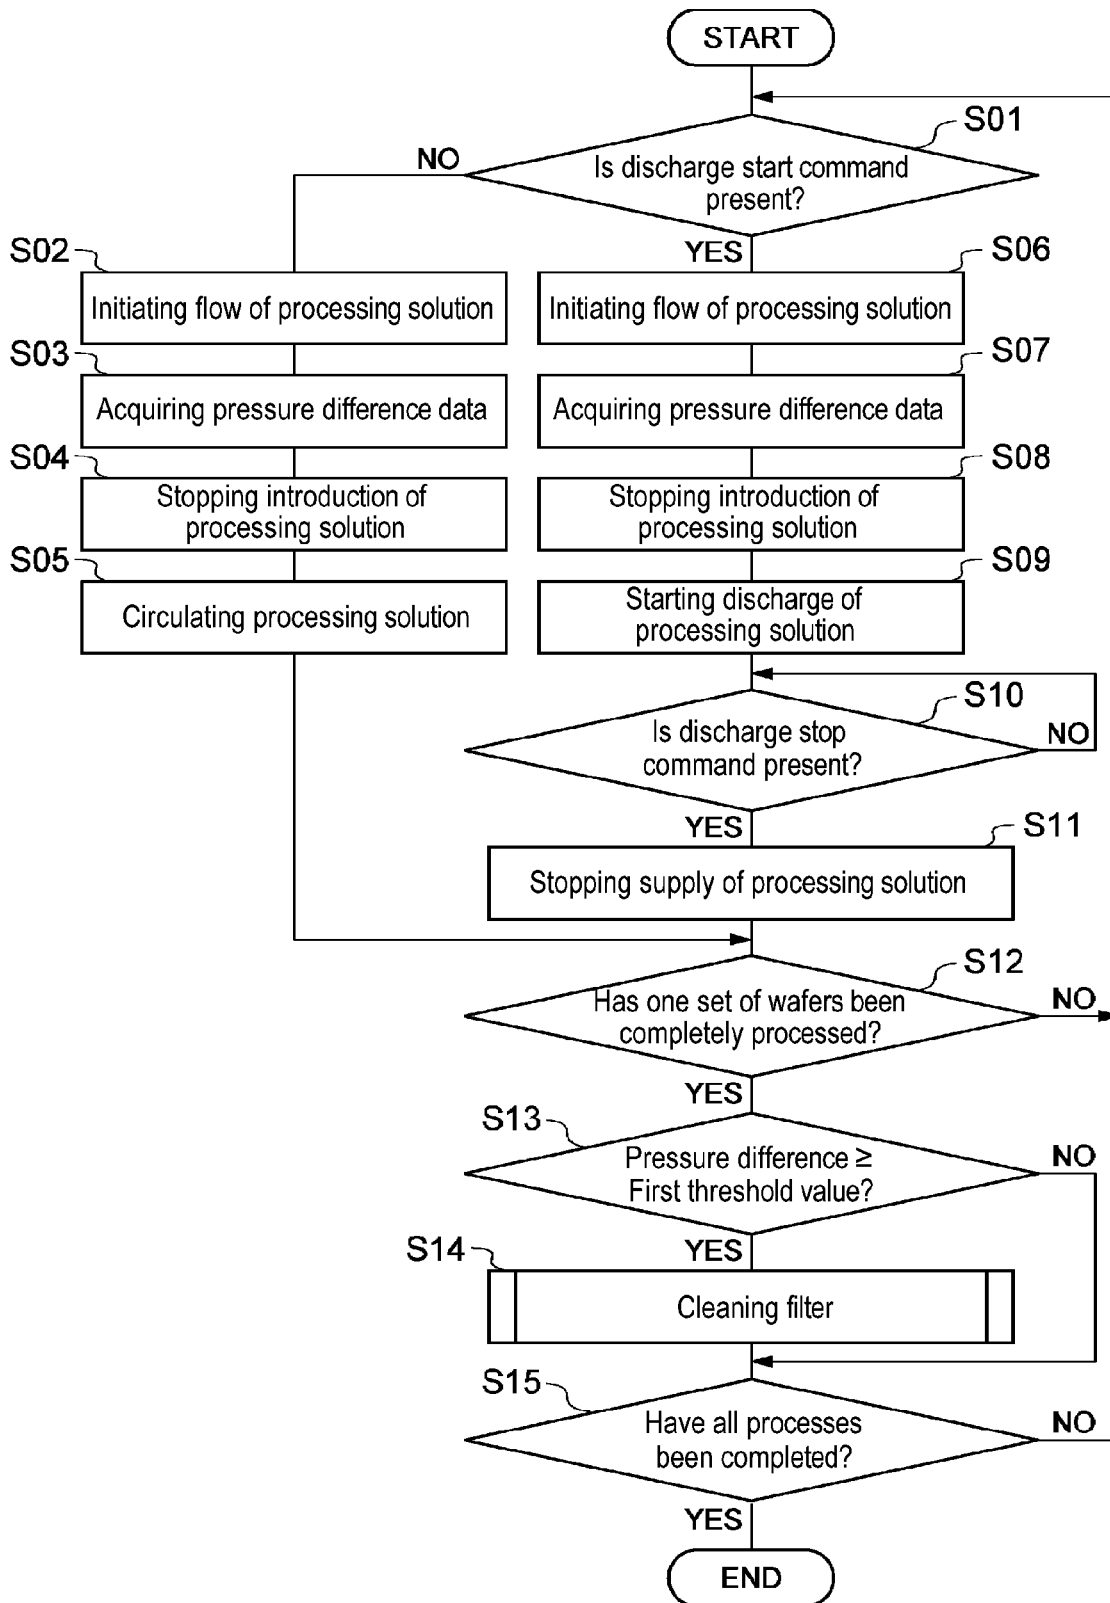 START
S01
Is discharge start command
present?
NO
YES
S02
Initiating flow of processing solution
S03
Acquiring pressure difference data
S04
Stopping introduction of
processing solution
S05
Circulating processing solution
S06
Initiating flow of processing solution
S07
Acquiring pressure difference data
S08
Stopping introduction of
processing solution
S09
Starting discharge of
processing solution
S10
Is discharge stop
command present?
NO
YES
S11
Stopping supply of processing solution
S12
Has one set of wafers been
completely processed?
NO
YES
S13
Pressure difference ≥
First threshold value?
NO
YES
S14
Cleaning filter
S15
Have all processes
been completed?
NO
YES
END